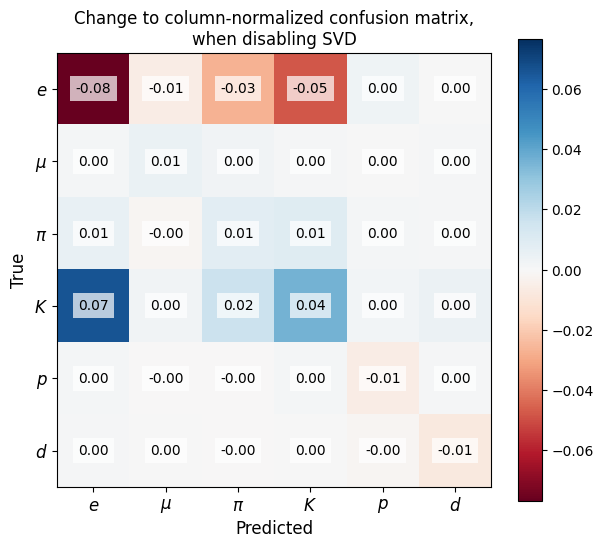 Change to column-normalized confusion matrix,
when disabling SVD
e -0.08 -0.01 -0.03 -0.05 0.00 0.00
μ 0.00 0.01 0.00 0.00 0.00 0.00
π 0.01 -0.00 0.01 0.01 0.00 0.00
K 0.07 0.00 0.02 0.04 0.00 0.00
p 0.00 -0.00 -0.00 0.00 -0.01 0.00
d 0.00 0.00 -0.00 0.00 -0.00 -0.01
e μ π K p d
True
Predicted
0.06
0.04
0.02
0.00
−0.02
−0.04
−0.06